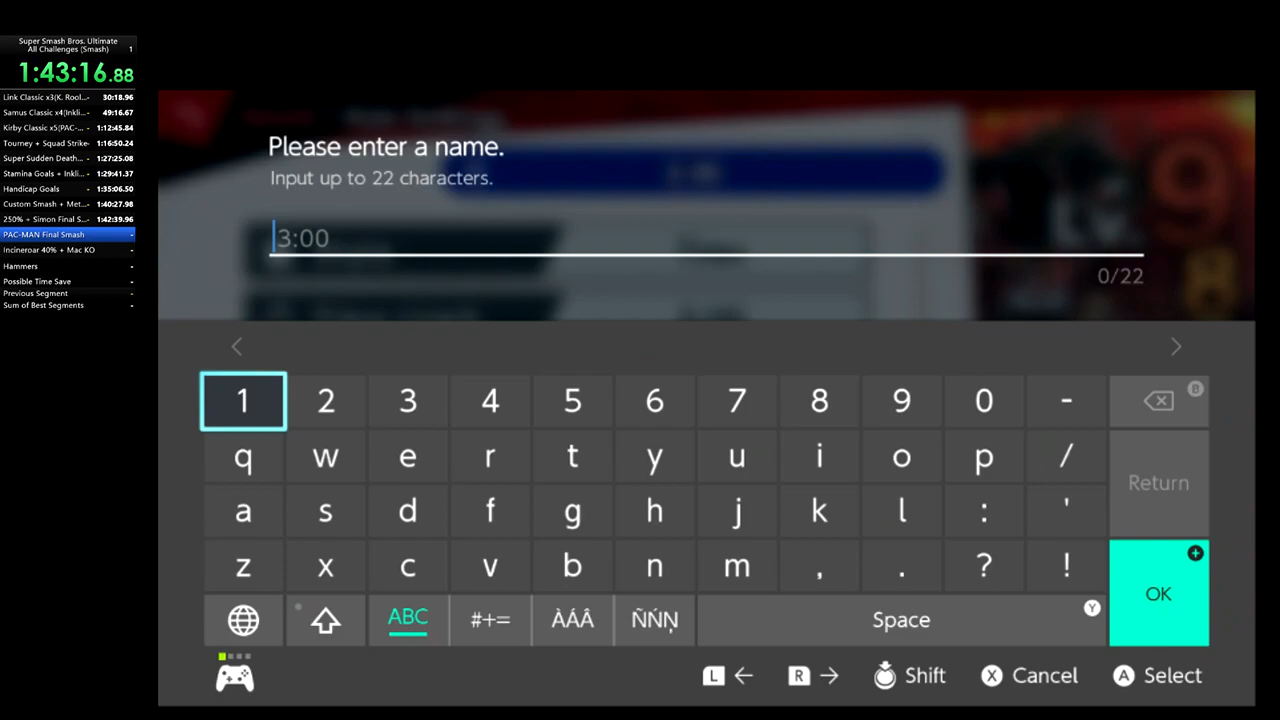 Super Smash Bros. Ultimate
All Challenges (Smash) 1
1:43:16.88
Link Classic x3(K. Rool... - 30:18.96
Samus Classic x4(Inkli... - 49:16.67
Kirby Classic x5(PAC-... - 1:12:45.84
Tourney + Squad Strike- 1:16:50.24
Super Sudden Death... - 1:27:25.08
Stamina Goals + Inkli... - 1:29:41.37
Handicap Goals - 1:35:06.50
Custom Smash + Met... - 1:40:27.98
250% + Simon Final S... - 1:42:39.96
PAC-MAN Final Smash -
Incineroar 40% + Mac KO -
Hammers -
Possible Time Save -
Previous Segment -
Sum of Best Segments -
Please enter a name.
Input up to 22 characters.
3:00
0/22
< >
1 2 3 4 5 6 7 8 9 0 - B
q w e r t y u i o p / Return
a s d f g h j k l : '
z x c v b n m , . ? ! OK +
ABC #+= ÀÁÂ ÑŃŅ Space Y
L ← R → Shift X Cancel A Select